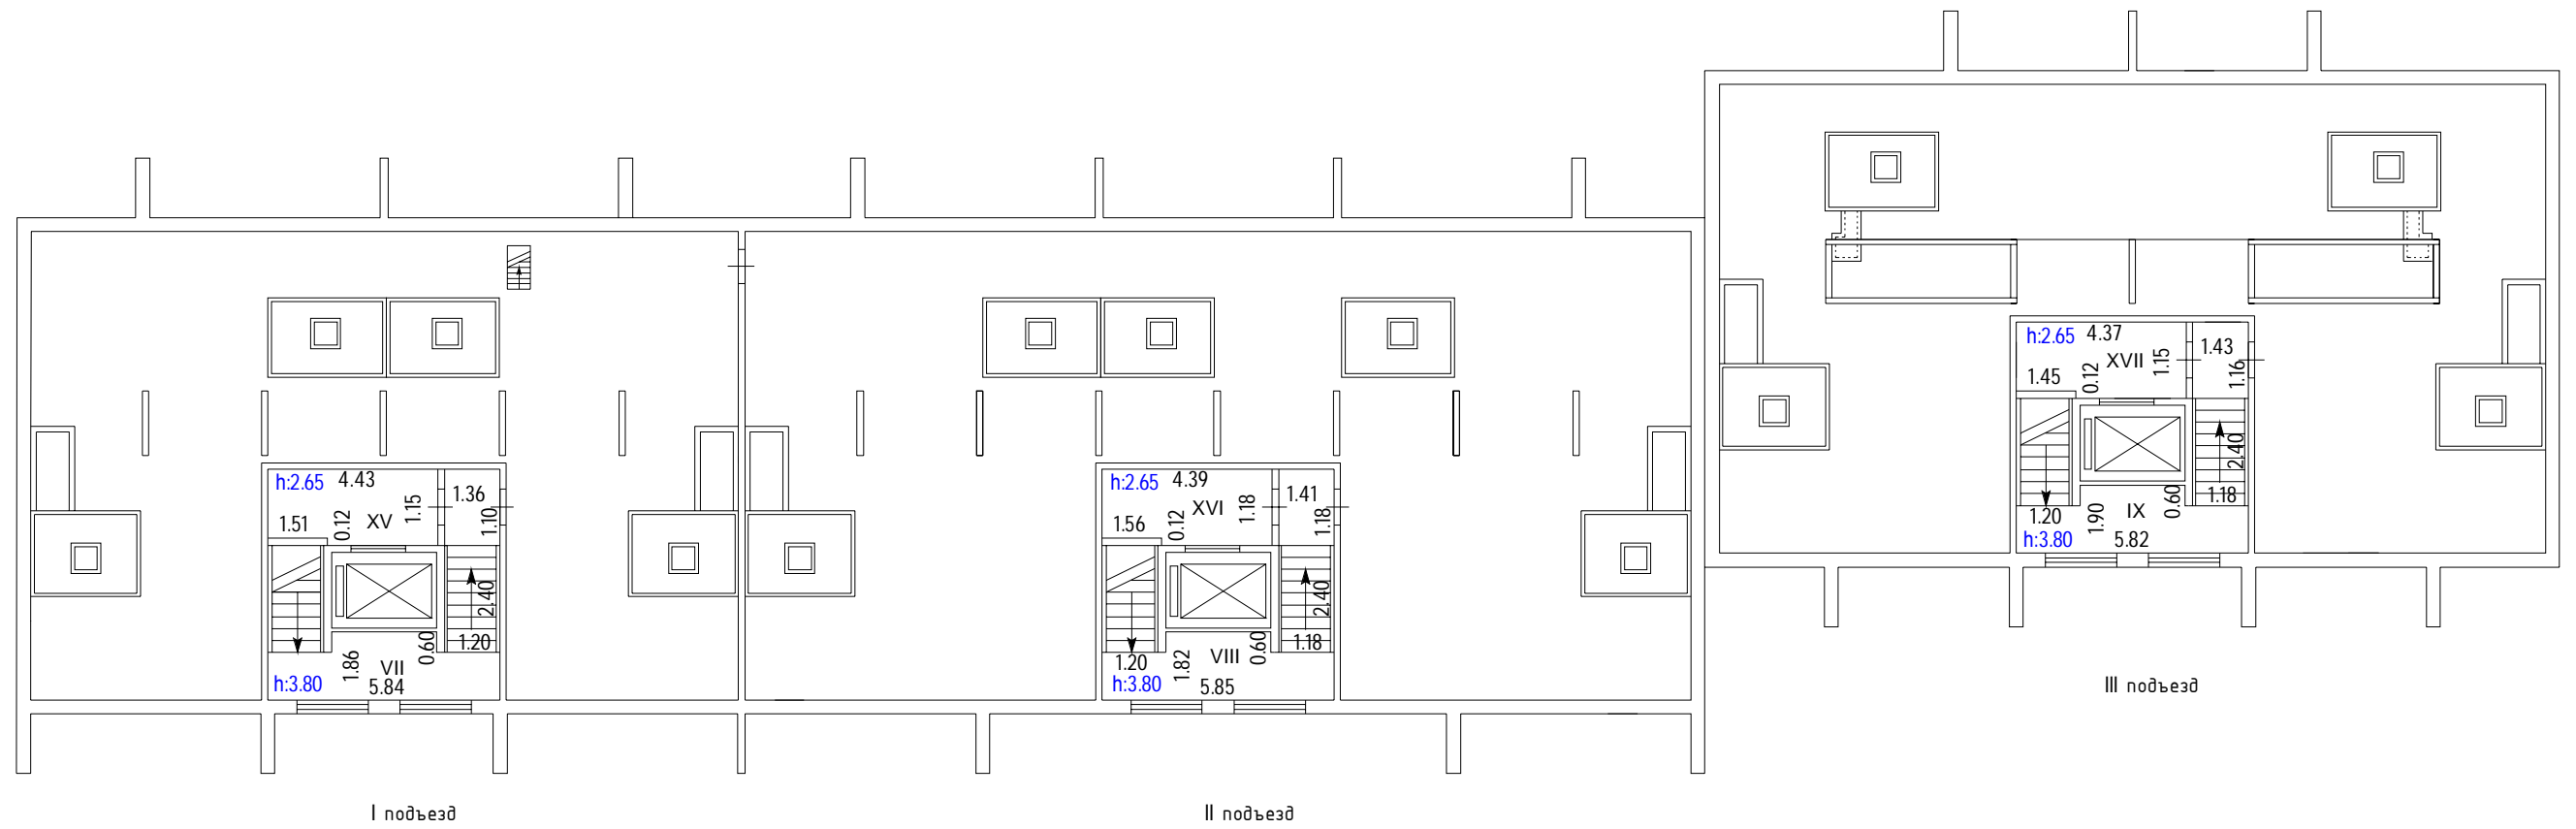 h:2.65 4.37
XVII
1.15
1.43
1.16
1.45
0.12
2.40
1.18
1.20
1.90
IX
0.60
h:3.80
5.82
III подъезд
h:2.65 4.43
XV
1.15
1.36
1.10
1.51
0.12
2.40
1.20
1.86
VII
0.60
h:3.80
5.84
I подъезд
h:2.65 4.39
XVI
1.18
1.41
1.18
1.56
0.12
2.40
1.18
1.20
1.82
VIII
0.60
h:3.80
5.85
II подъезд